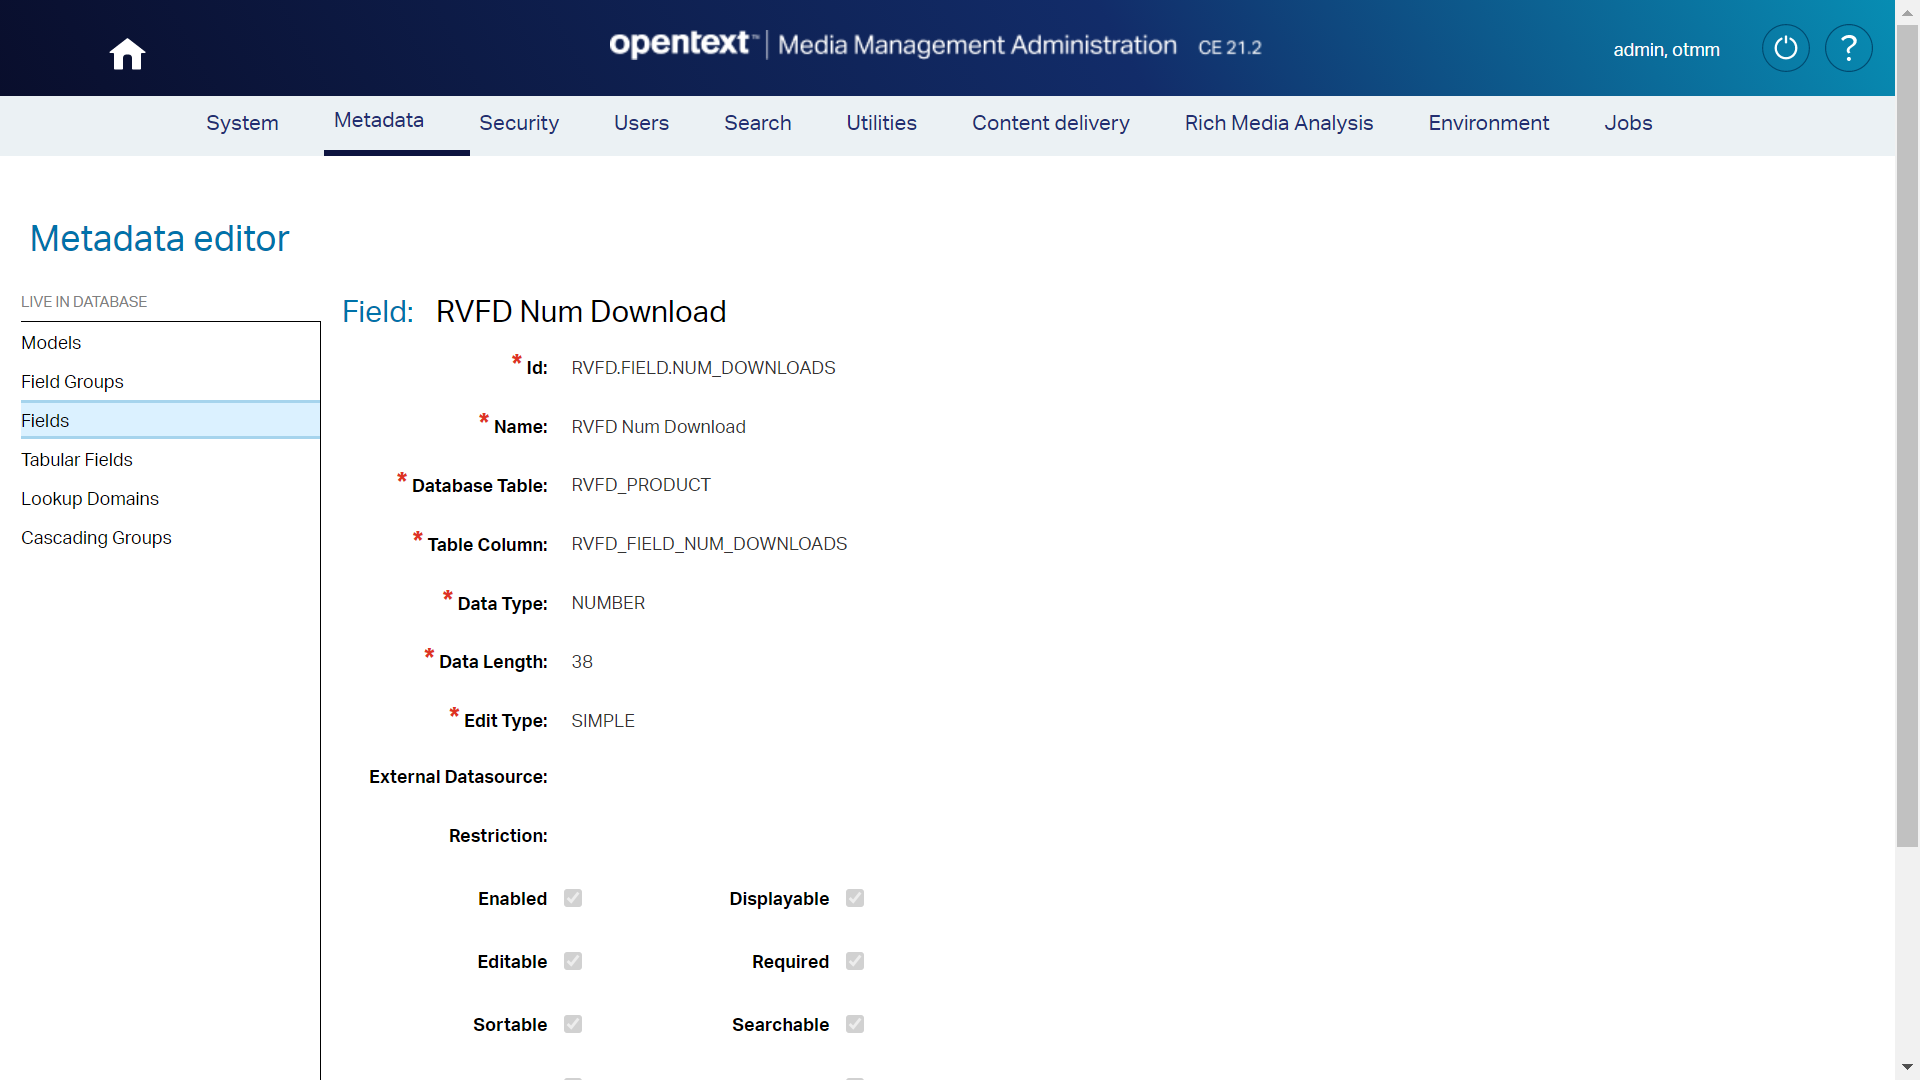 opentext™ | Media Management Administration CE 21.2
admin, otmm
?
System Metadata Security Users Search Utilities Content delivery Rich Media Analysis Environment Jobs
Metadata editor
LIVE IN DATABASE
Models
Field Groups
Fields
Tabular Fields
Lookup Domains
Cascading Groups
Field: RVFD Num Download
* Id: RVFD.FIELD.NUM_DOWNLOADS
* Name: RVFD Num Download
* Database Table: RVFD_PRODUCT
* Table Column: RVFD_FIELD_NUM_DOWNLOADS
* Data Type: NUMBER
* Data Length: 38
* Edit Type: SIMPLE
External Datasource:
Restriction:
Enabled Displayable
Editable Required
Sortable Searchable